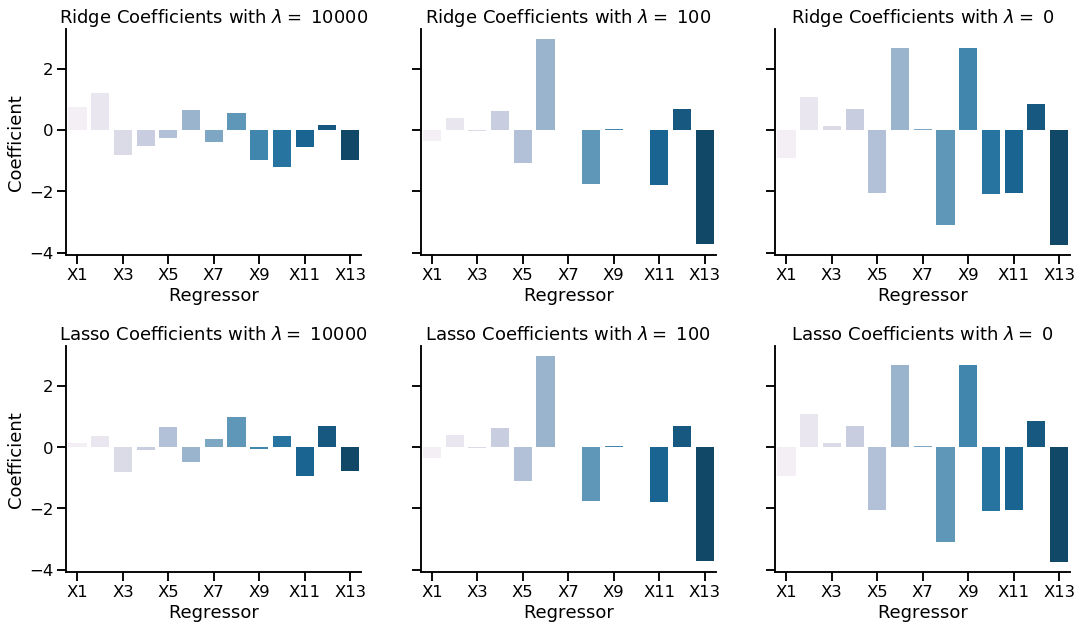 Ridge Coefficients with λ = 10000
Coefficient
2
0
−2
−4
X1 X3 X5 X7 X9 X11 X13
Regressor
Ridge Coefficients with λ = 100
X1 X3 X5 X7 X9 X11 X13
Regressor
Ridge Coefficients with λ = 0
X1 X3 X5 X7 X9 X11 X13
Regressor
Lasso Coefficients with λ = 10000
Coefficient
2
0
−2
−4
X1 X3 X5 X7 X9 X11 X13
Regressor
Lasso Coefficients with λ = 100
X1 X3 X5 X7 X9 X11 X13
Regressor
Lasso Coefficients with λ = 0
X1 X3 X5 X7 X9 X11 X13
Regressor